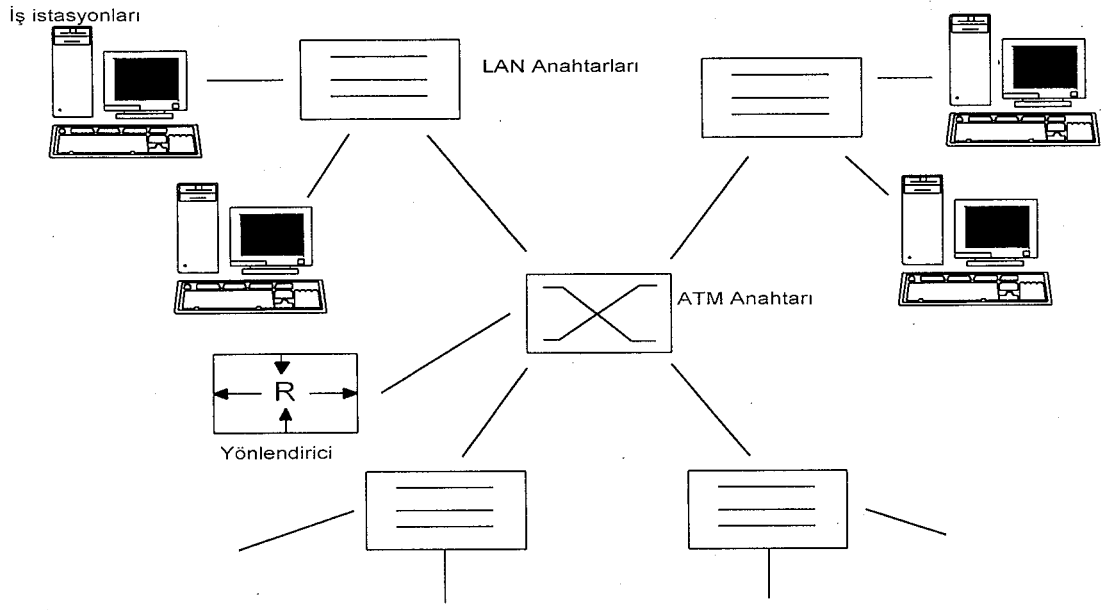 İş istasyonları
LAN Anahtarları
ATM Anahtarı
R
Yönlendirici